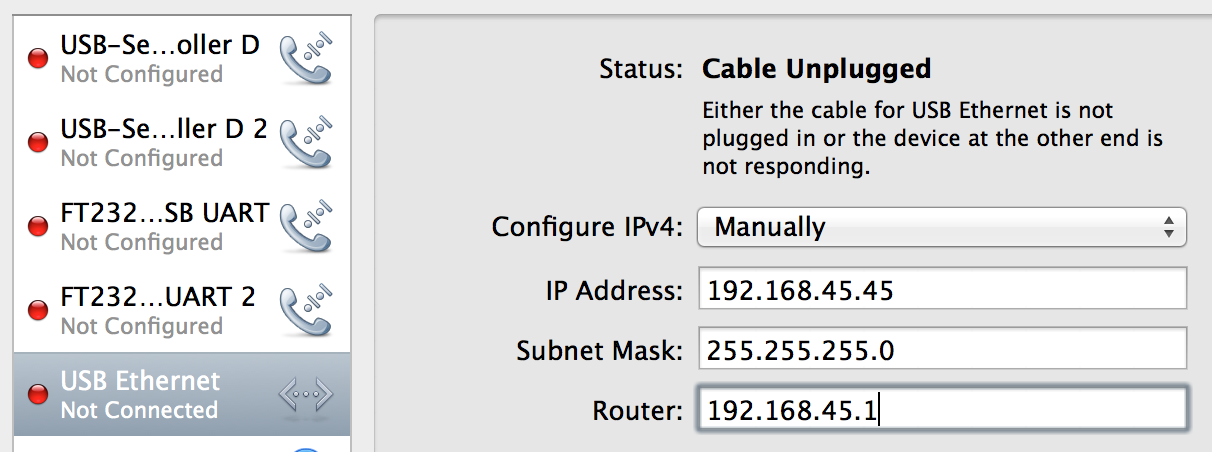 USB-Se...oller D
Not Configured
USB-Se...ller D 2
Not Configured
FT232...SB UART
Not Configured
FT232...UART 2
Not Configured
USB Ethernet
Not Connected
Status: Cable Unplugged
Either the cable for USB Ethernet is not
plugged in or the device at the other end is
not responding.
Configure IPv4: Manually
IP Address: 192.168.45.45
Subnet Mask: 255.255.255.0
Router: 192.168.45.1